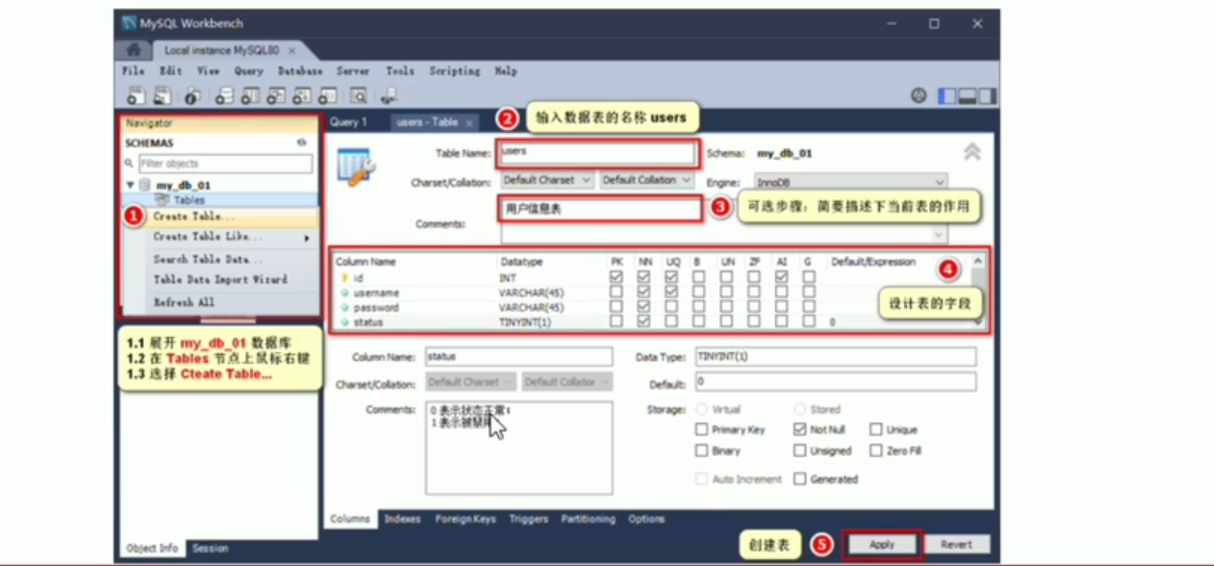 MySQL Workbench
Local instance MySQL80 ×
File Edit View Query Database Server Tools Scripting Help
Navigator
SCHEMAS
Filter objects
my_db_01
Tables
1
Create Table...
Create Table Like...
Search Table Data...
Table Data Import Wizard
Refresh All
1.1 展开 my_db_01 数据库
1.2 在 Tables 节点上鼠标右键
1.3 选择 Cteate Table...
Object Info Session
Query 1 users - Table ×
2 输入数据表的名称 users
Table Name: users Schema: my_db_01
Charset/Collation: Default Charset Default Collation Engine: InnoDB
Comments: 用户信息表
3 可选步骤：简要描述下当前表的作用
Column Name Datatype PK NN UQ B UN ZF AI G Default/Expression
id INT
username VARCHAR(45)
password VARCHAR(45)
status TINYINT(1) 0
4
设计表的字段
Column Name: status Data Type: TINYINT(1)
Charset/Collation: Default Charset Default Collation Default: 0
Comments: 0 表示状态正常；
1 表示被禁用
Storage: Virtual Stored
Primary Key Not Null Unique
Binary Unsigned Zero Fill
Auto Increment Generated
Columns Indexes Foreign Keys Triggers Partitioning Options
创建表 5 Apply Revert